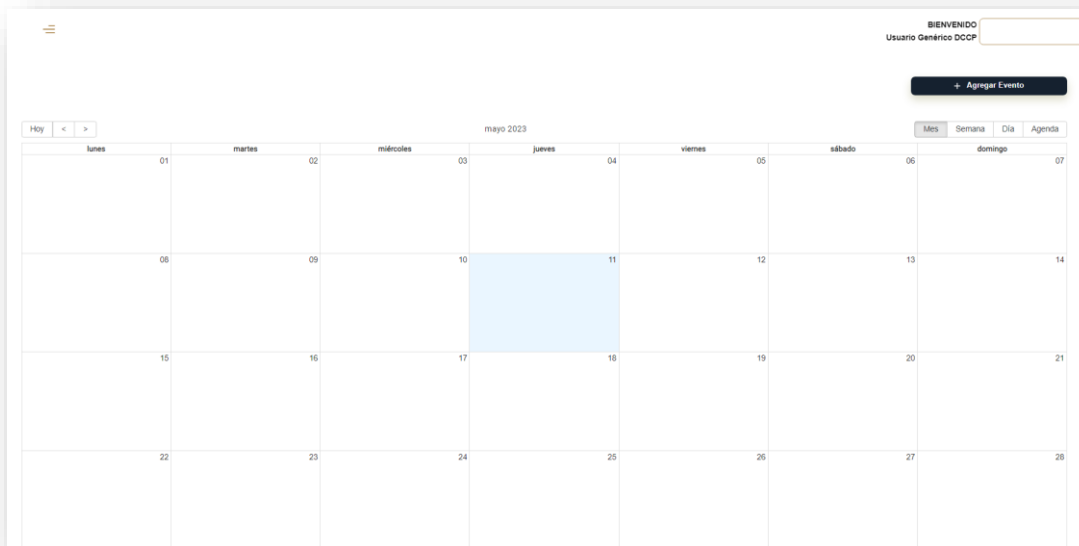 BIENVENIDO
Usuario Genérico DCCP
+ Agregar Evento
Hoy < > mayo 2023 Mes Semana Día Agenda
lunes martes miércoles jueves viernes sábado domingo
01 02 03 04 05 06 07
08 09 10 11 12 13 14
15 16 17 18 19 20 21
22 23 24 25 26 27 28